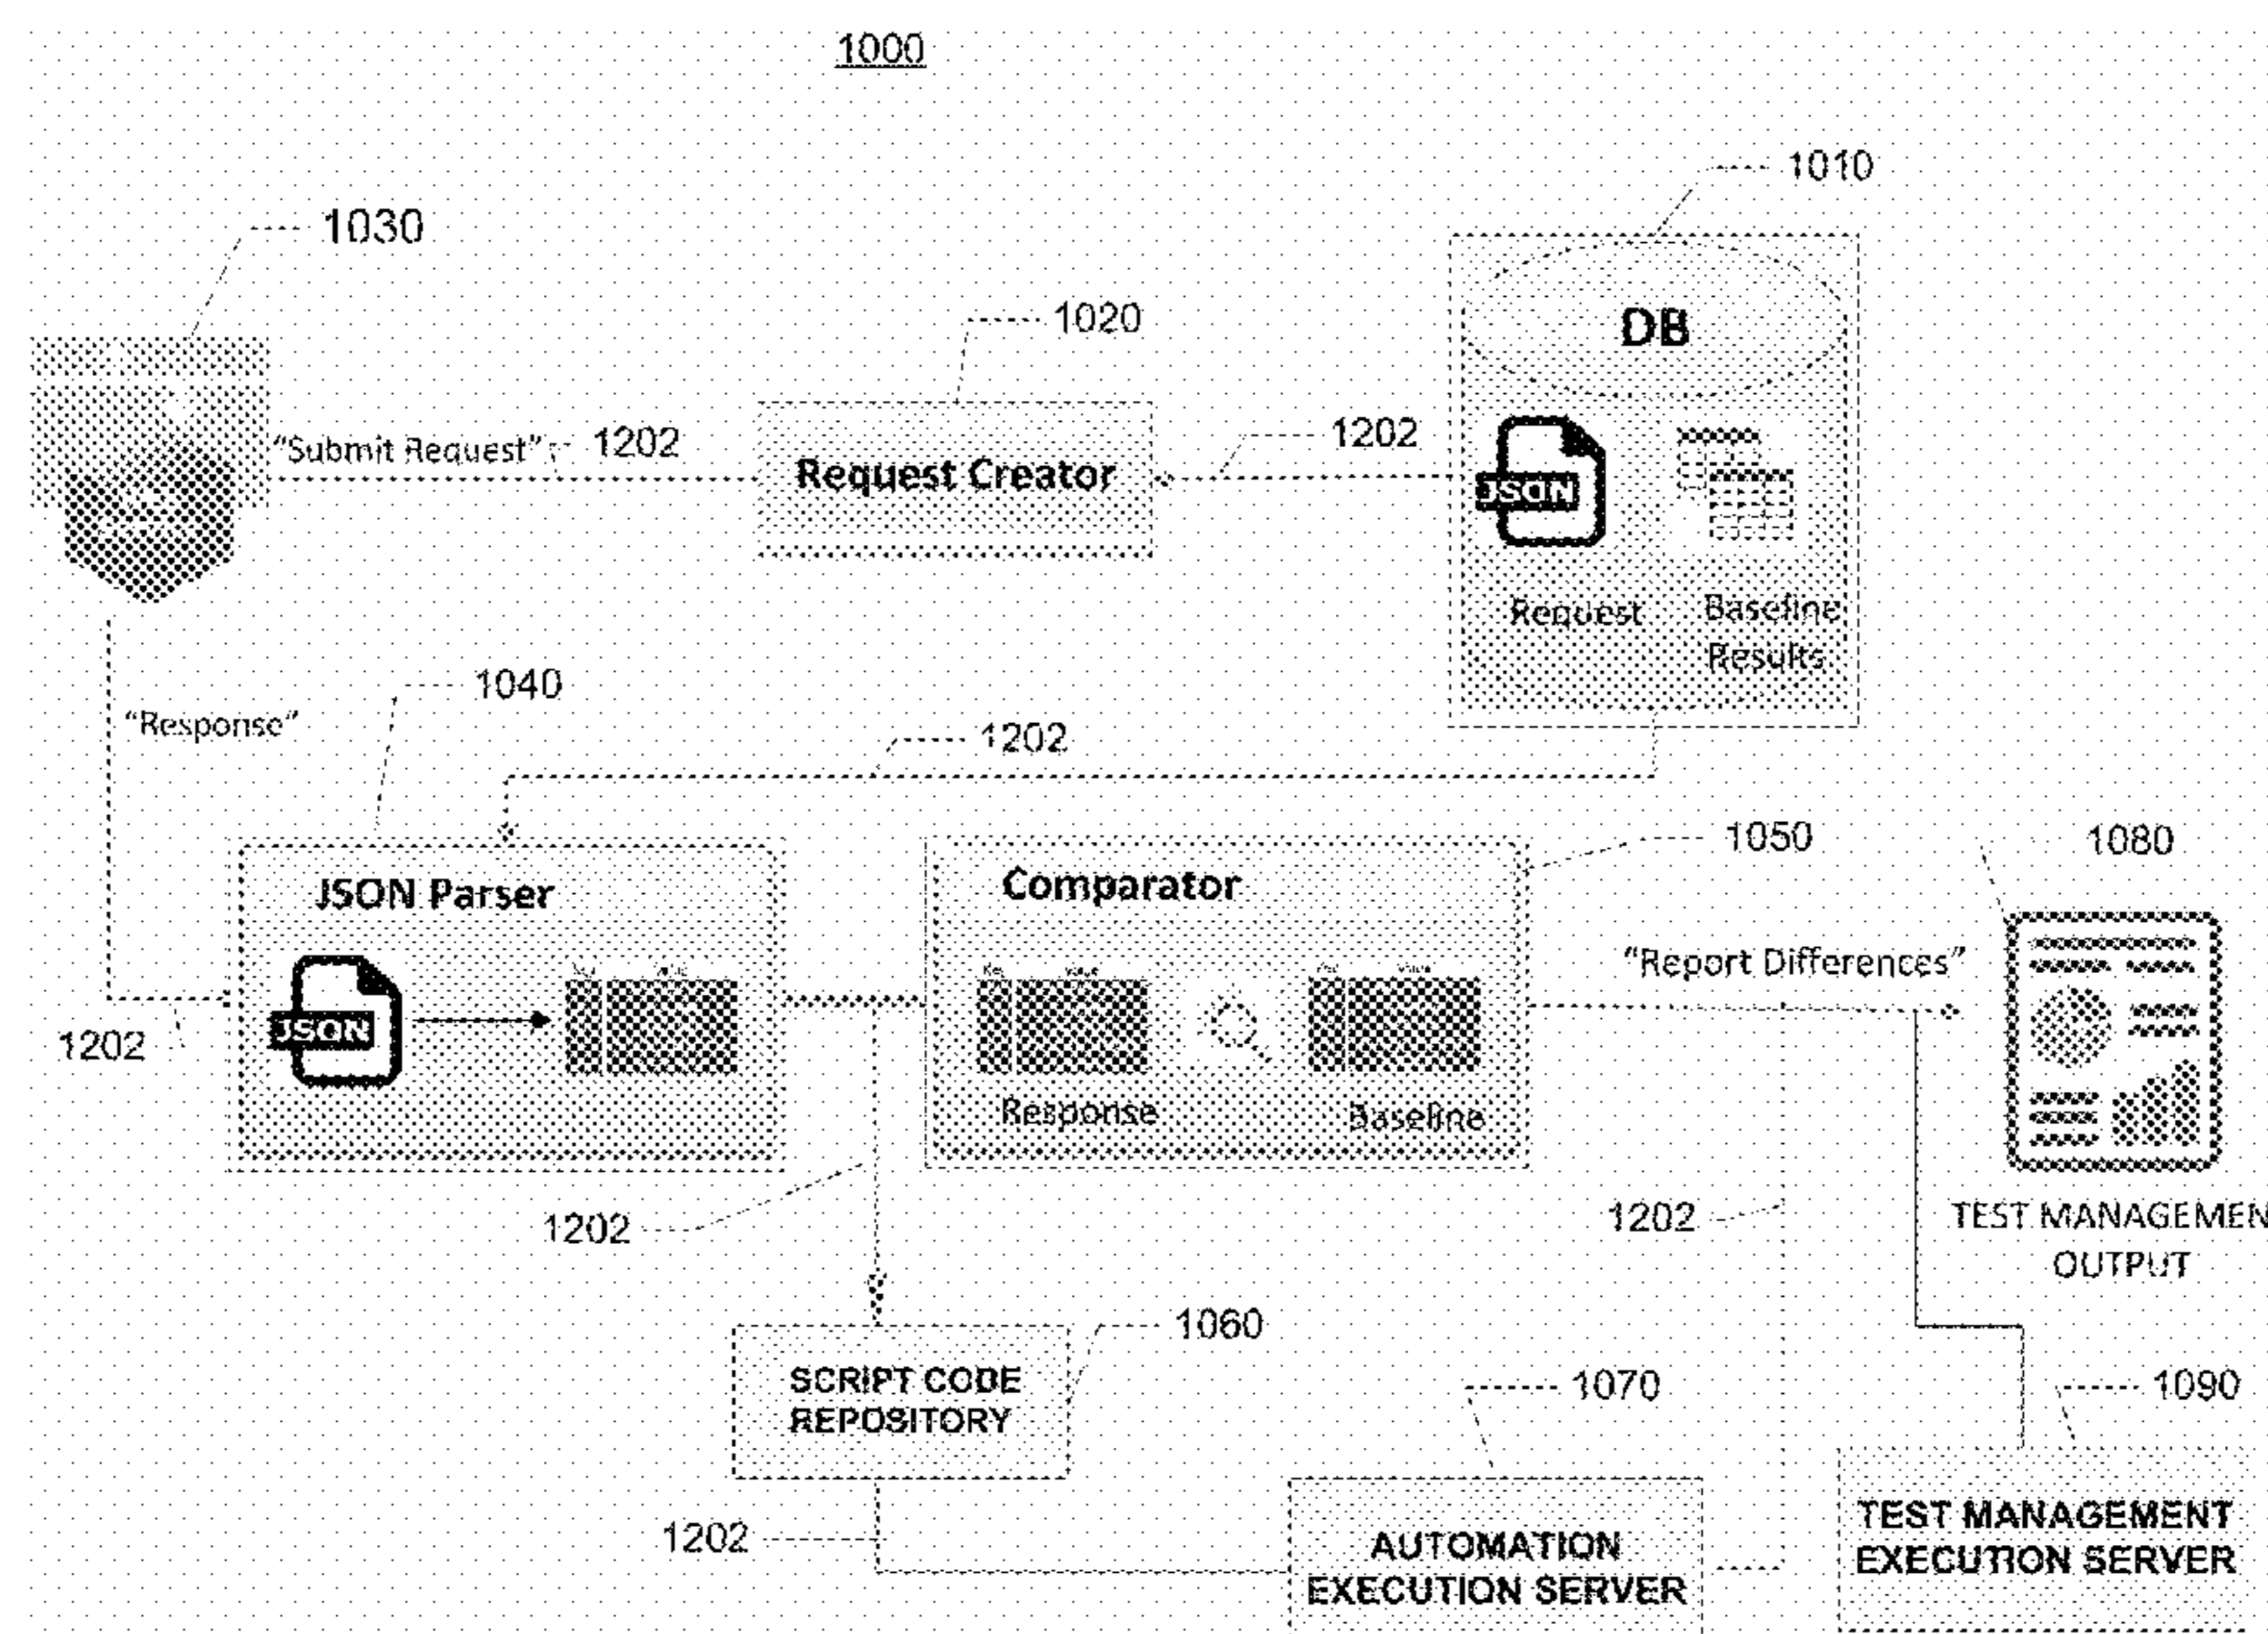 1000
1010
1030
1020
DB
"Submit Request"
1202
Request Creator
1202
JSON
Request
Baseline
Results
1040
"Response"
1202
1050
1080
JSON Parser
Comparator
"Report Differences"
JSON
1202
Response
Baseline
1202
1202
TEST MANAGEMEN
OUTPUT
1060
SCRIPT CODE
REPOSITORY
1070
1090
1202
AUTOMATION
EXECUTION SERVER
TEST MANAGEMENT
EXECUTION SERVER